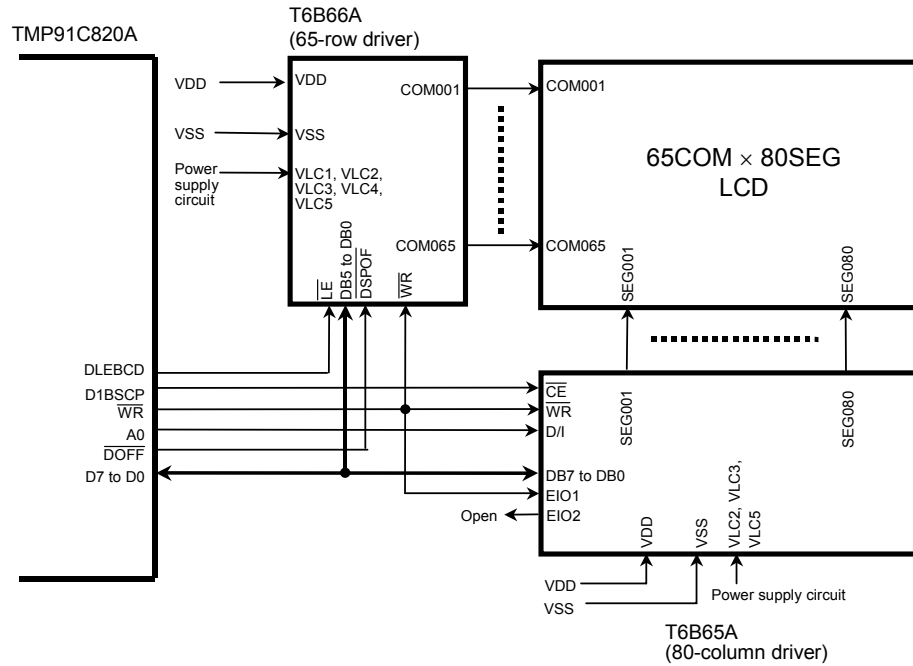 TMP91C820A
T6B66A
(65-row driver)
VDD
VDD
VSS
VSS
Power
supply
circuit
VLC1, VLC2,
VLC3, VLC4,
VLC5
COM001
COM065
LE
DB5 to DB0
DSPOF
WR
COM001
65COM × 80SEG
LCD
COM065
SEG001
SEG080
DLEBCD
D1BSCP
WR
A0
DOFF
D7 to D0
CE
WR
D/I
DB7 to DB0
EIO1
EIO2
Open
SEG001
SEG080
VDD
VSS
VLC2, VLC3,
VLC5
VDD
VSS
Power supply circuit
T6B65A
(80-column driver)